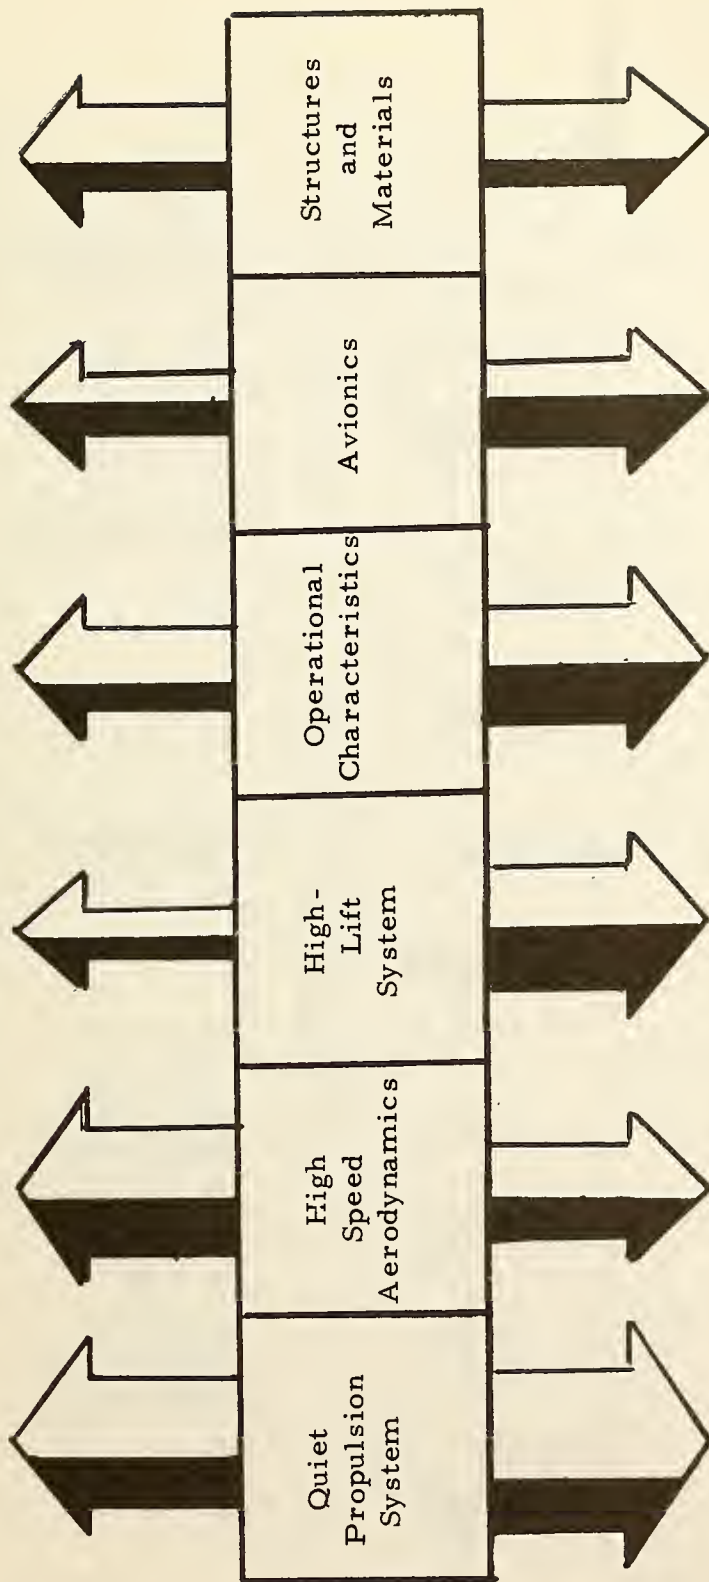 Quiet
Propulsion
System
High
Speed
Aerodynamics
High-
Lift
System
Operational
Characteristics
Avionics
Structures
and
Materials